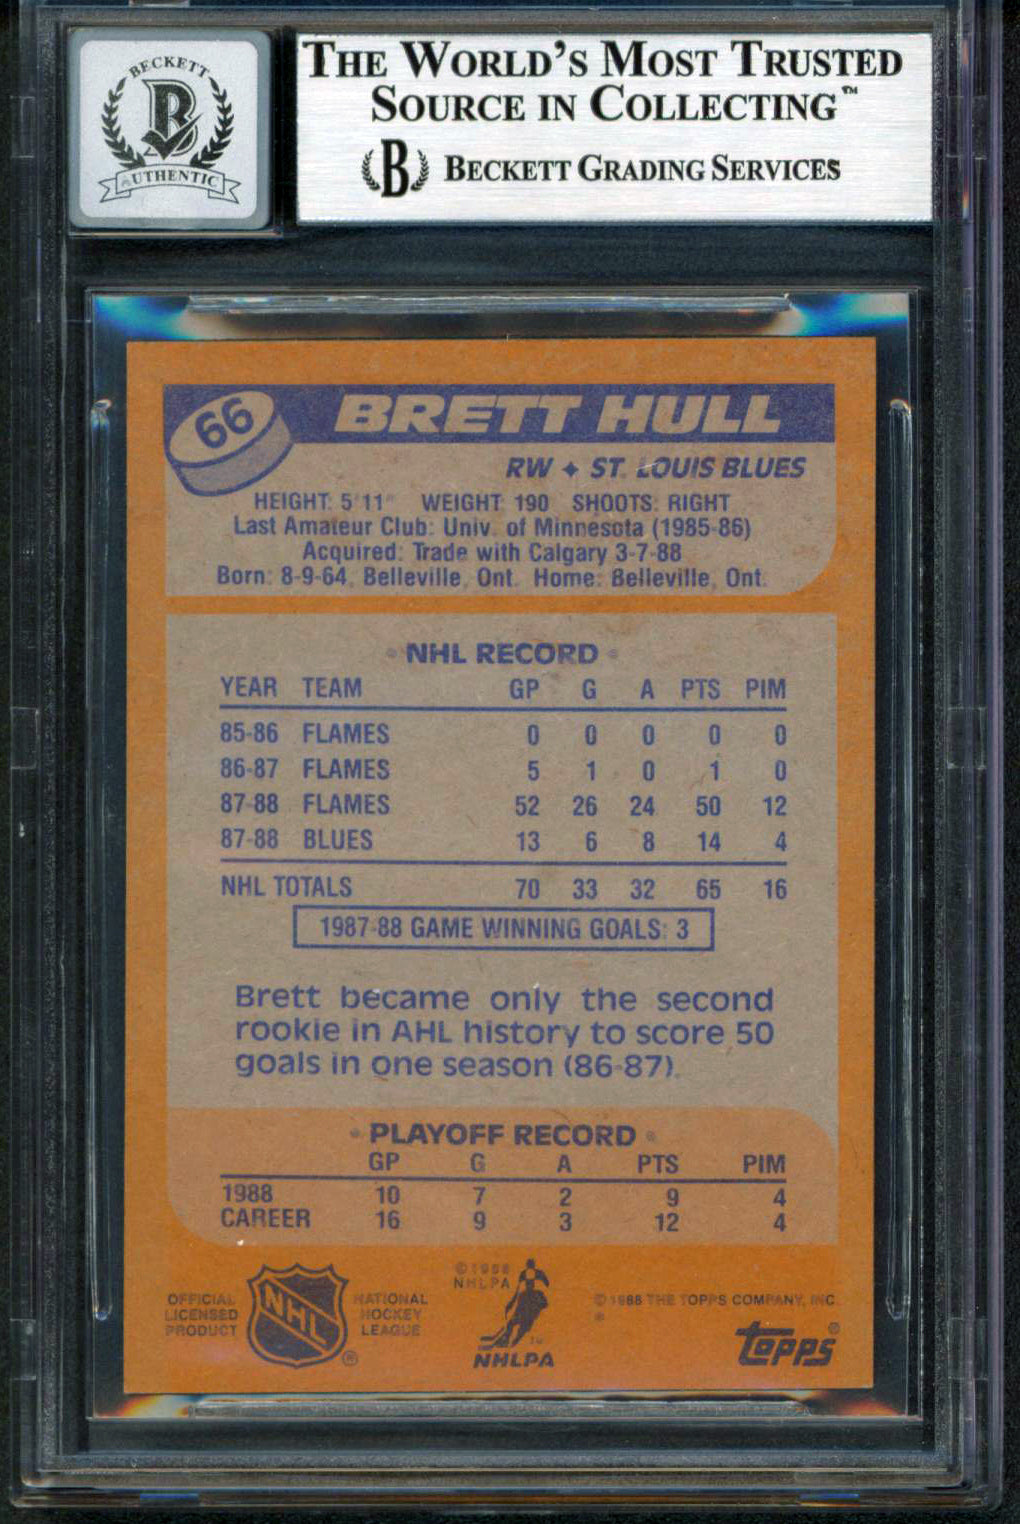 BECKETT
B
AUTHENTIC
THE WORLD'S MOST TRUSTED
SOURCE IN COLLECTING™
B BECKETT GRADING SERVICES
66
BRETT HULL
RW ✦ ST. LOUIS BLUES
HEIGHT: 5'11" WEIGHT: 190 SHOOTS: RIGHT
Last Amateur Club: Univ. of Minnesota (1985-86)
Acquired: Trade with Calgary 3-7-88
Born: 8-9-64, Belleville, Ont. Home: Belleville, Ont.
• NHL RECORD •
YEAR TEAM GP G A PTS PIM
85-86 FLAMES 0 0 0 0 0
86-87 FLAMES 5 1 0 1 0
87-88 FLAMES 52 26 24 50 12
87-88 BLUES 13 6 8 14 4
NHL TOTALS 70 33 32 65 16
1987-88 GAME WINNING GOALS: 3
Brett became only the second
rookie in AHL history to score 50
goals in one season (86-87).
• PLAYOFF RECORD •
GP G A PTS PIM
1988 10 7 2 9 4
CAREER 16 9 3 12 4
OFFICIAL
LICENSED
PRODUCT
NHL
®
NATIONAL
HOCKEY
LEAGUE
©1988
NHLPA
TM
NHLPA
©1988 THE TOPPS COMPANY, INC.
*
topps®